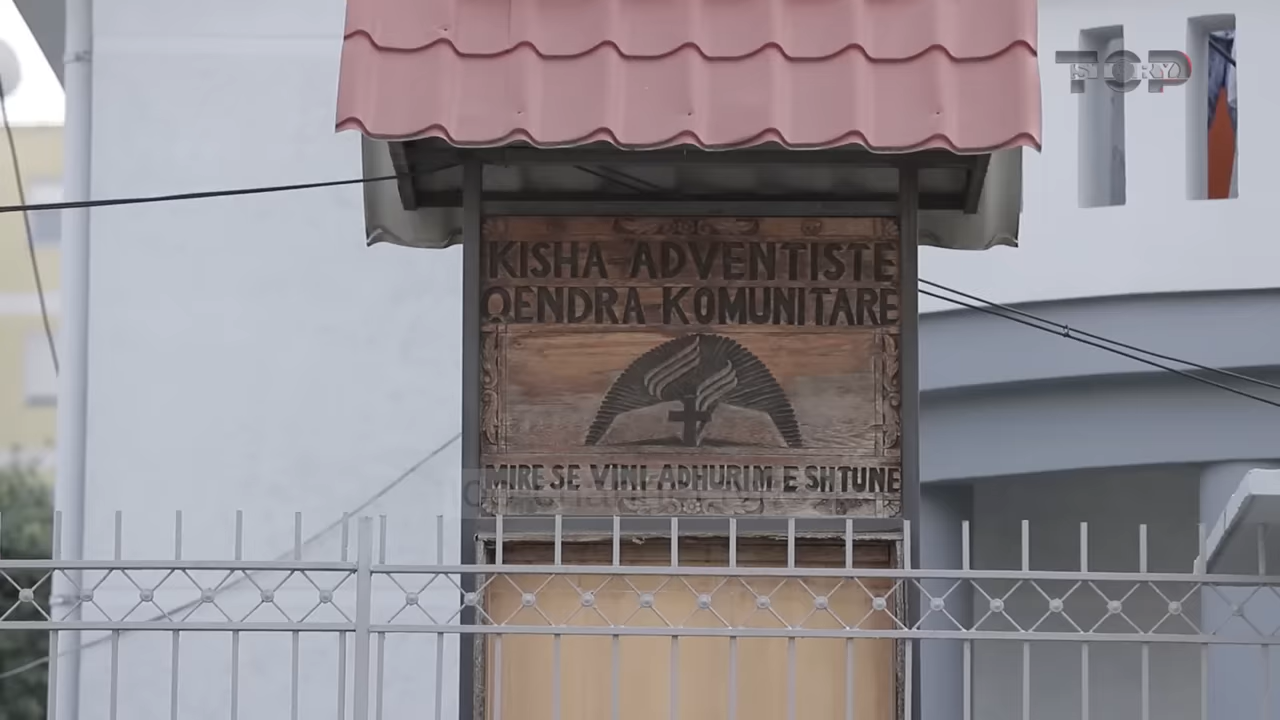 TOP
STORY
KISHA ADVENTISTE
QENDRA KOMUNITARE
MIRE SE VINI ADHURIM E SHTUNE